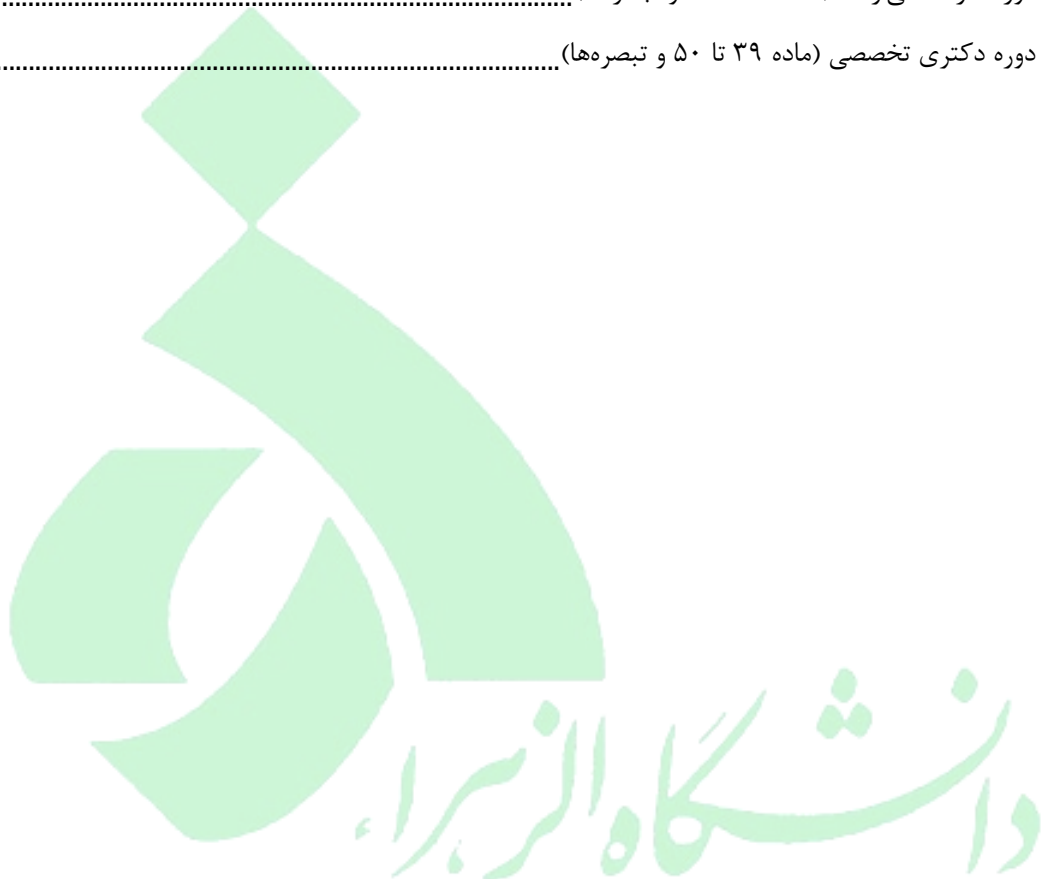 دوره دکتری تخصصی (ماده ۳۹ تا ۵۰ و تبصره‌ها)
دانشگاه الزهراء